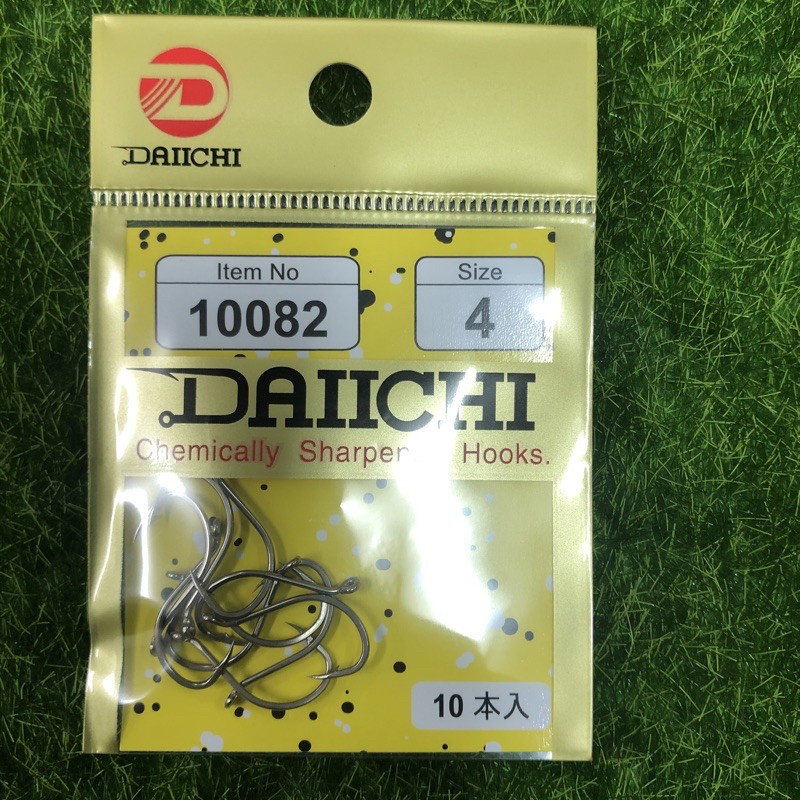 DAIICHI
Item No
Size
10082
4
DAIICHI
Chemically Sharpen Hooks.
10 本入